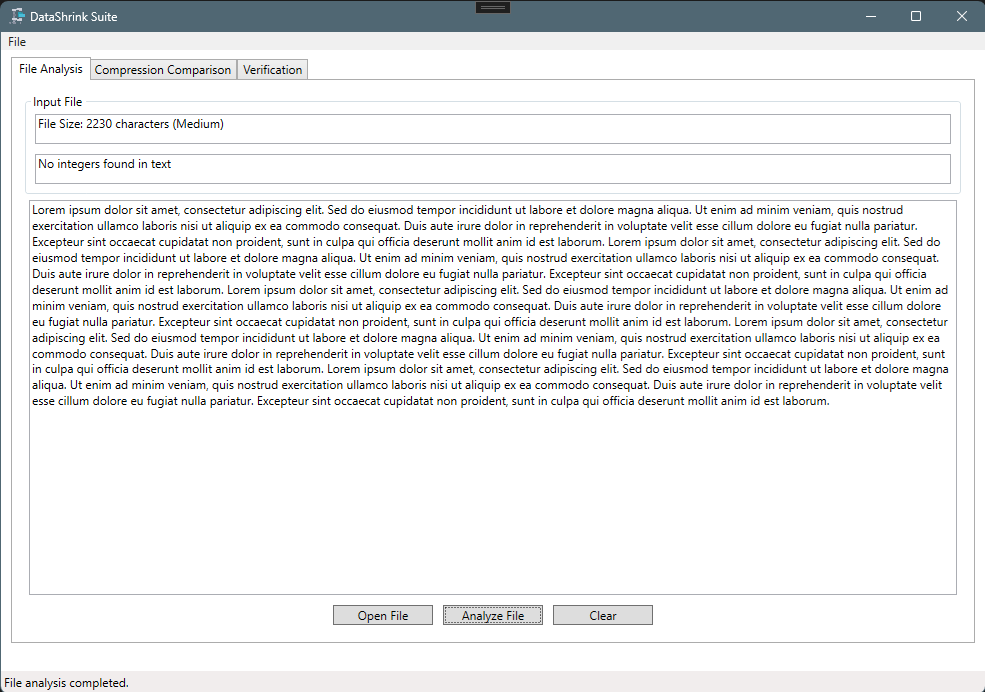 DataShrink Suite
File
File Analysis Compression Comparison Verification
Input File
File Size: 2230 characters (Medium)
No integers found in text
Lorem ipsum dolor sit amet, consectetur adipiscing elit. Sed do eiusmod tempor incididunt ut labore et dolore magna aliqua. Ut enim ad minim veniam, quis nostrud
exercitation ullamco laboris nisi ut aliquip ex ea commodo consequat. Duis aute irure dolor in reprehenderit in voluptate velit esse cillum dolore eu fugiat nulla pariatur.
Excepteur sint occaecat cupidatat non proident, sunt in culpa qui officia deserunt mollit anim id est laborum. Lorem ipsum dolor sit amet, consectetur adipiscing elit. Sed do
eiusmod tempor incididunt ut labore et dolore magna aliqua. Ut enim ad minim veniam, quis nostrud exercitation ullamco laboris nisi ut aliquip ex ea commodo consequat.
Duis aute irure dolor in reprehenderit in voluptate velit esse cillum dolore eu fugiat nulla pariatur. Excepteur sint occaecat cupidatat non proident, sunt in culpa qui officia
deserunt mollit anim id est laborum. Lorem ipsum dolor sit amet, consectetur adipiscing elit. Sed do eiusmod tempor incididunt ut labore et dolore magna aliqua. Ut enim ad
minim veniam, quis nostrud exercitation ullamco laboris nisi ut aliquip ex ea commodo consequat. Duis aute irure dolor in reprehenderit in voluptate velit esse cillum dolore
eu fugiat nulla pariatur. Excepteur sint occaecat cupidatat non proident, sunt in culpa qui officia deserunt mollit anim id est laborum. Lorem ipsum dolor sit amet, consectetur
adipiscing elit. Sed do eiusmod tempor incididunt ut labore et dolore magna aliqua. Ut enim ad minim veniam, quis nostrud exercitation ullamco laboris nisi ut aliquip ex ea
commodo consequat. Duis aute irure dolor in reprehenderit in voluptate velit esse cillum dolore eu fugiat nulla pariatur. Excepteur sint occaecat cupidatat non proident, sunt
in culpa qui officia deserunt mollit anim id est laborum. Lorem ipsum dolor sit amet, consectetur adipiscing elit. Sed do eiusmod tempor incididunt ut labore et dolore magna
aliqua. Ut enim ad minim veniam, quis nostrud exercitation ullamco laboris nisi ut aliquip ex ea commodo consequat. Duis aute irure dolor in reprehenderit in voluptate velit
esse cillum dolore eu fugiat nulla pariatur. Excepteur sint occaecat cupidatat non proident, sunt in culpa qui officia deserunt mollit anim id est laborum.
Open File Analyze File Clear
File analysis completed.